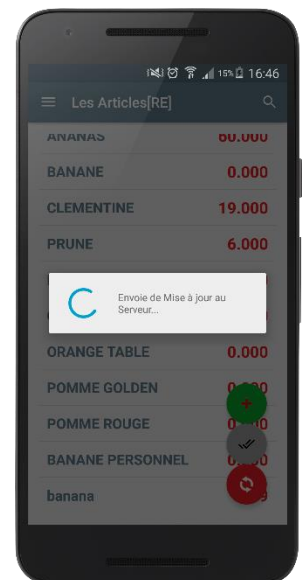 15% 16:46
Les Articles[RE]
ANANAS 60.000
BANANE 0.000
CLEMENTINE 19.000
PRUNE 6.000
Envoie de Mise à jour au
Serveur...
ORANGE TABLE 0.000
POMME GOLDEN
POMME ROUGE
BANANE PERSONNEL
banana